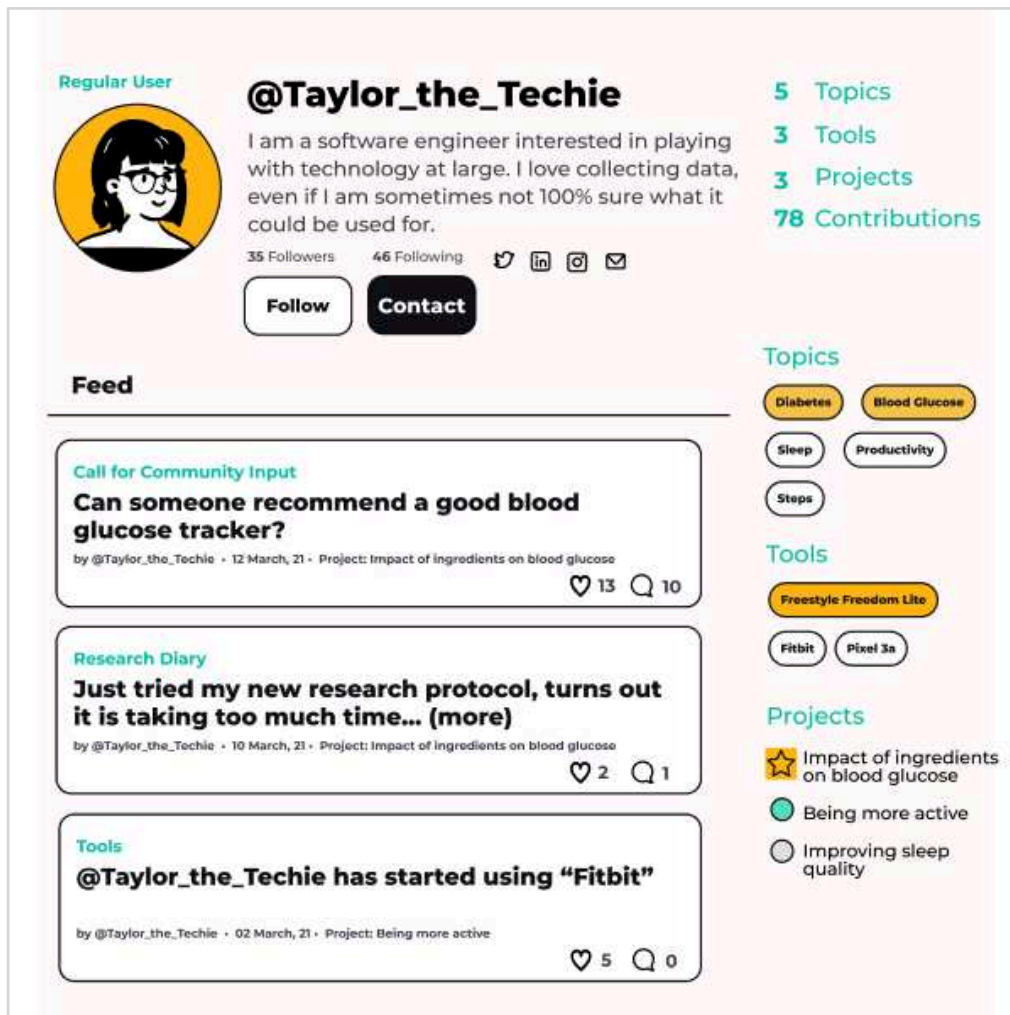 Regular User
@Taylor_the_Techie
I am a software engineer interested in playing
with technology at large. I love collecting data,
even if I am sometimes not 100% sure what it
could be used for.
35 Followers 46 Following
in
Follow Contact
5 Topics
3 Tools
3 Projects
78 Contributions
Feed
Call for Community Input
Can someone recommend a good blood
glucose tracker?
by @Taylor_the_Techie • 12 March, 21 • Project: Impact of ingredients on blood glucose
13 10
Research Diary
Just tried my new research protocol, turns out
it is taking too much time... (more)
by @Taylor_the_Techie • 10 March, 21 • Project: Impact of ingredients on blood glucose
2 1
Tools
@Taylor_the_Techie has started using “Fitbit”
by @Taylor_the_Techie • 02 March, 21 • Project: Being more active
5 0
Topics
Diabetes Blood Glucose
Sleep Productivity
Steps
Tools
Freestyle Freedom Lite
Fitbit Pixel 3a
Projects
Impact of ingredients
on blood glucose
Being more active
Improving sleep
quality